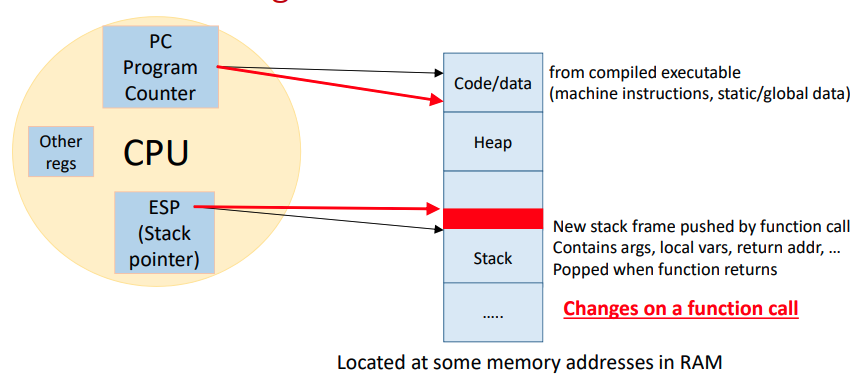 PC
Program
Counter
Other
regs
CPU
ESP
(Stack
pointer)
Code/data
Heap
Stack
.....
from compiled executable
(machine instructions, static/global data)
New stack frame pushed by function call
Contains args, local vars, return addr, ...
Popped when function returns
Changes on a function call
Located at some memory addresses in RAM